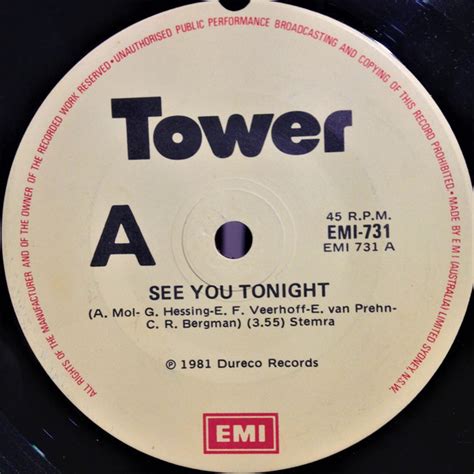 UNAUTHORISED PUBLIC PERFORMANCE BROADCASTING AND COPYING OF THIS RECORD PROHIBITED • MADE BY E M I (AUSTRALIA) LIMITED SYDNEY, N.S.W.
ALL RIGHTS OF THE MANUFACTURER AND OF THE OWNER OF THE RECORDED WORK RESERVED •
Tower
A
45 R.P.M.
EMI-731
EMI 731 A
SEE YOU TONIGHT
(A. Mol- G. Hessing-E. F. Veerhoff-E. van Prehn-
C. R. Bergman) (3.55) Stemra
℗ 1981 Dureco Records
EMI